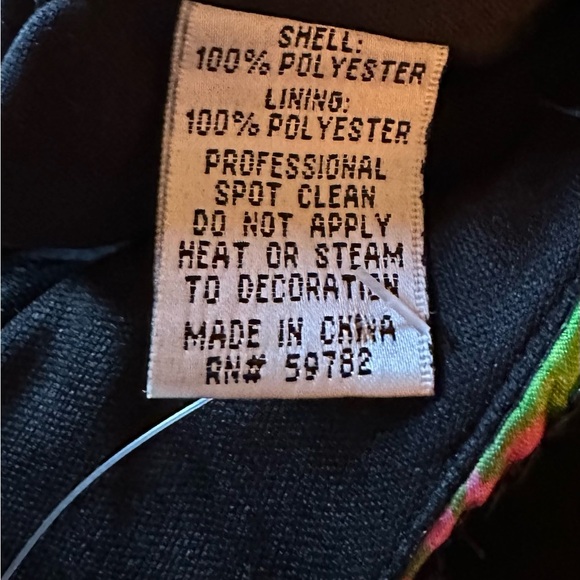 SHELL:
100% POLYESTER
LINING:
100% POLYESTER
PROFESSIONAL
SPOT CLEAN
DO NOT APPLY
HEAT OR STEAM
TO DECORATION
MADE IN CHINA
RN# 59782